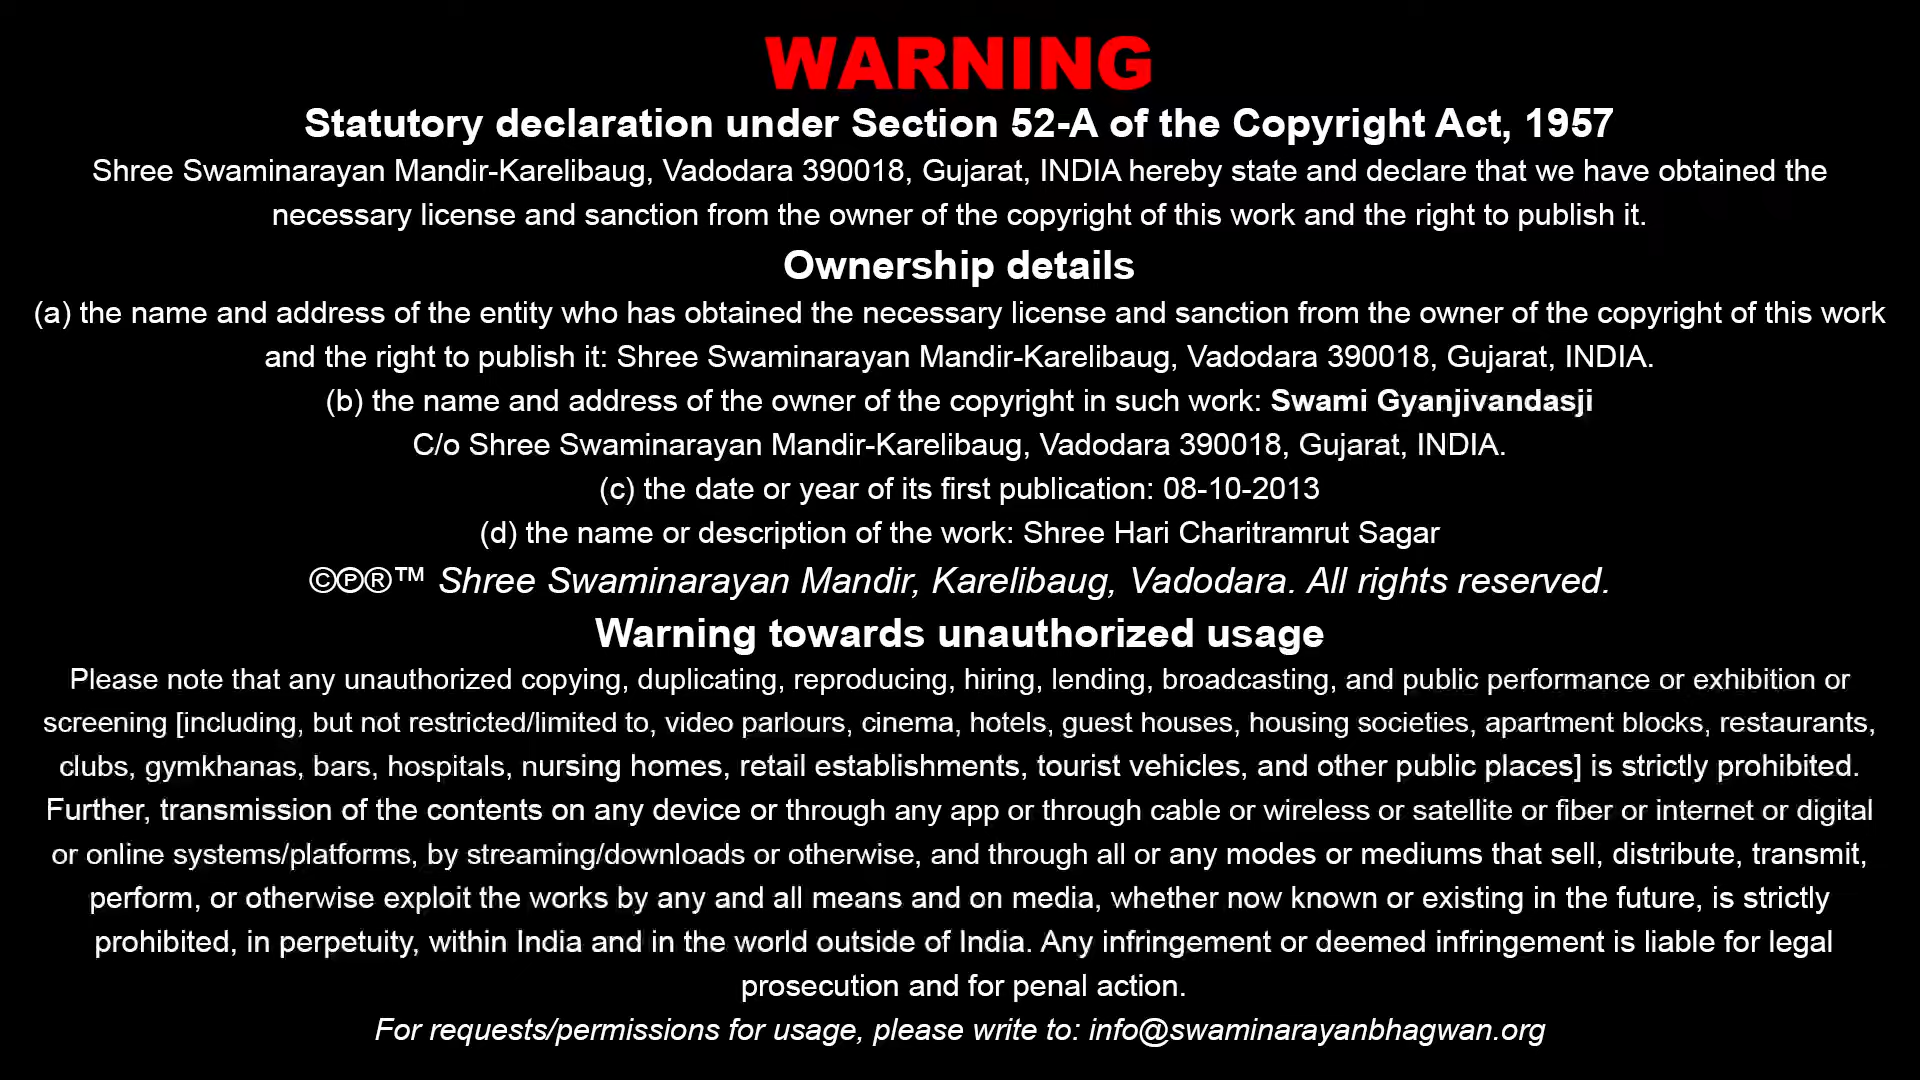 WARNING
Statutory declaration under Section 52-A of the Copyright Act, 1957
Shree Swaminarayan Mandir-Karelibaug, Vadodara 390018, Gujarat, INDIA hereby state and declare that we have obtained the
necessary license and sanction from the owner of the copyright of this work and the right to publish it.
Ownership details
(a) the name and address of the entity who has obtained the necessary license and sanction from the owner of the copyright of this work
and the right to publish it: Shree Swaminarayan Mandir-Karelibaug, Vadodara 390018, Gujarat, INDIA.
(b) the name and address of the owner of the copyright in such work: Swami Gyanjivandasji
C/o Shree Swaminarayan Mandir-Karelibaug, Vadodara 390018, Gujarat, INDIA.
(c) the date or year of its first publication: 08-10-2013
(d) the name or description of the work: Shree Hari Charitramrut Sagar
©℗®™ Shree Swaminarayan Mandir, Karelibaug, Vadodara. All rights reserved.
Warning towards unauthorized usage
Please note that any unauthorized copying, duplicating, reproducing, hiring, lending, broadcasting, and public performance or exhibition or
screening [including, but not restricted/limited to, video parlours, cinema, hotels, guest houses, housing societies, apartment blocks, restaurants,
clubs, gymkhanas, bars, hospitals, nursing homes, retail establishments, tourist vehicles, and other public places] is strictly prohibited.
Further, transmission of the contents on any device or through any app or through cable or wireless or satellite or fiber or internet or digital
or online systems/platforms, by streaming/downloads or otherwise, and through all or any modes or mediums that sell, distribute, transmit,
perform, or otherwise exploit the works by any and all means and on media, whether now known or existing in the future, is strictly
prohibited, in perpetuity, within India and in the world outside of India. Any infringement or deemed infringement is liable for legal
prosecution and for penal action.
For requests/permissions for usage, please write to: info@swaminarayanbhagwan.org